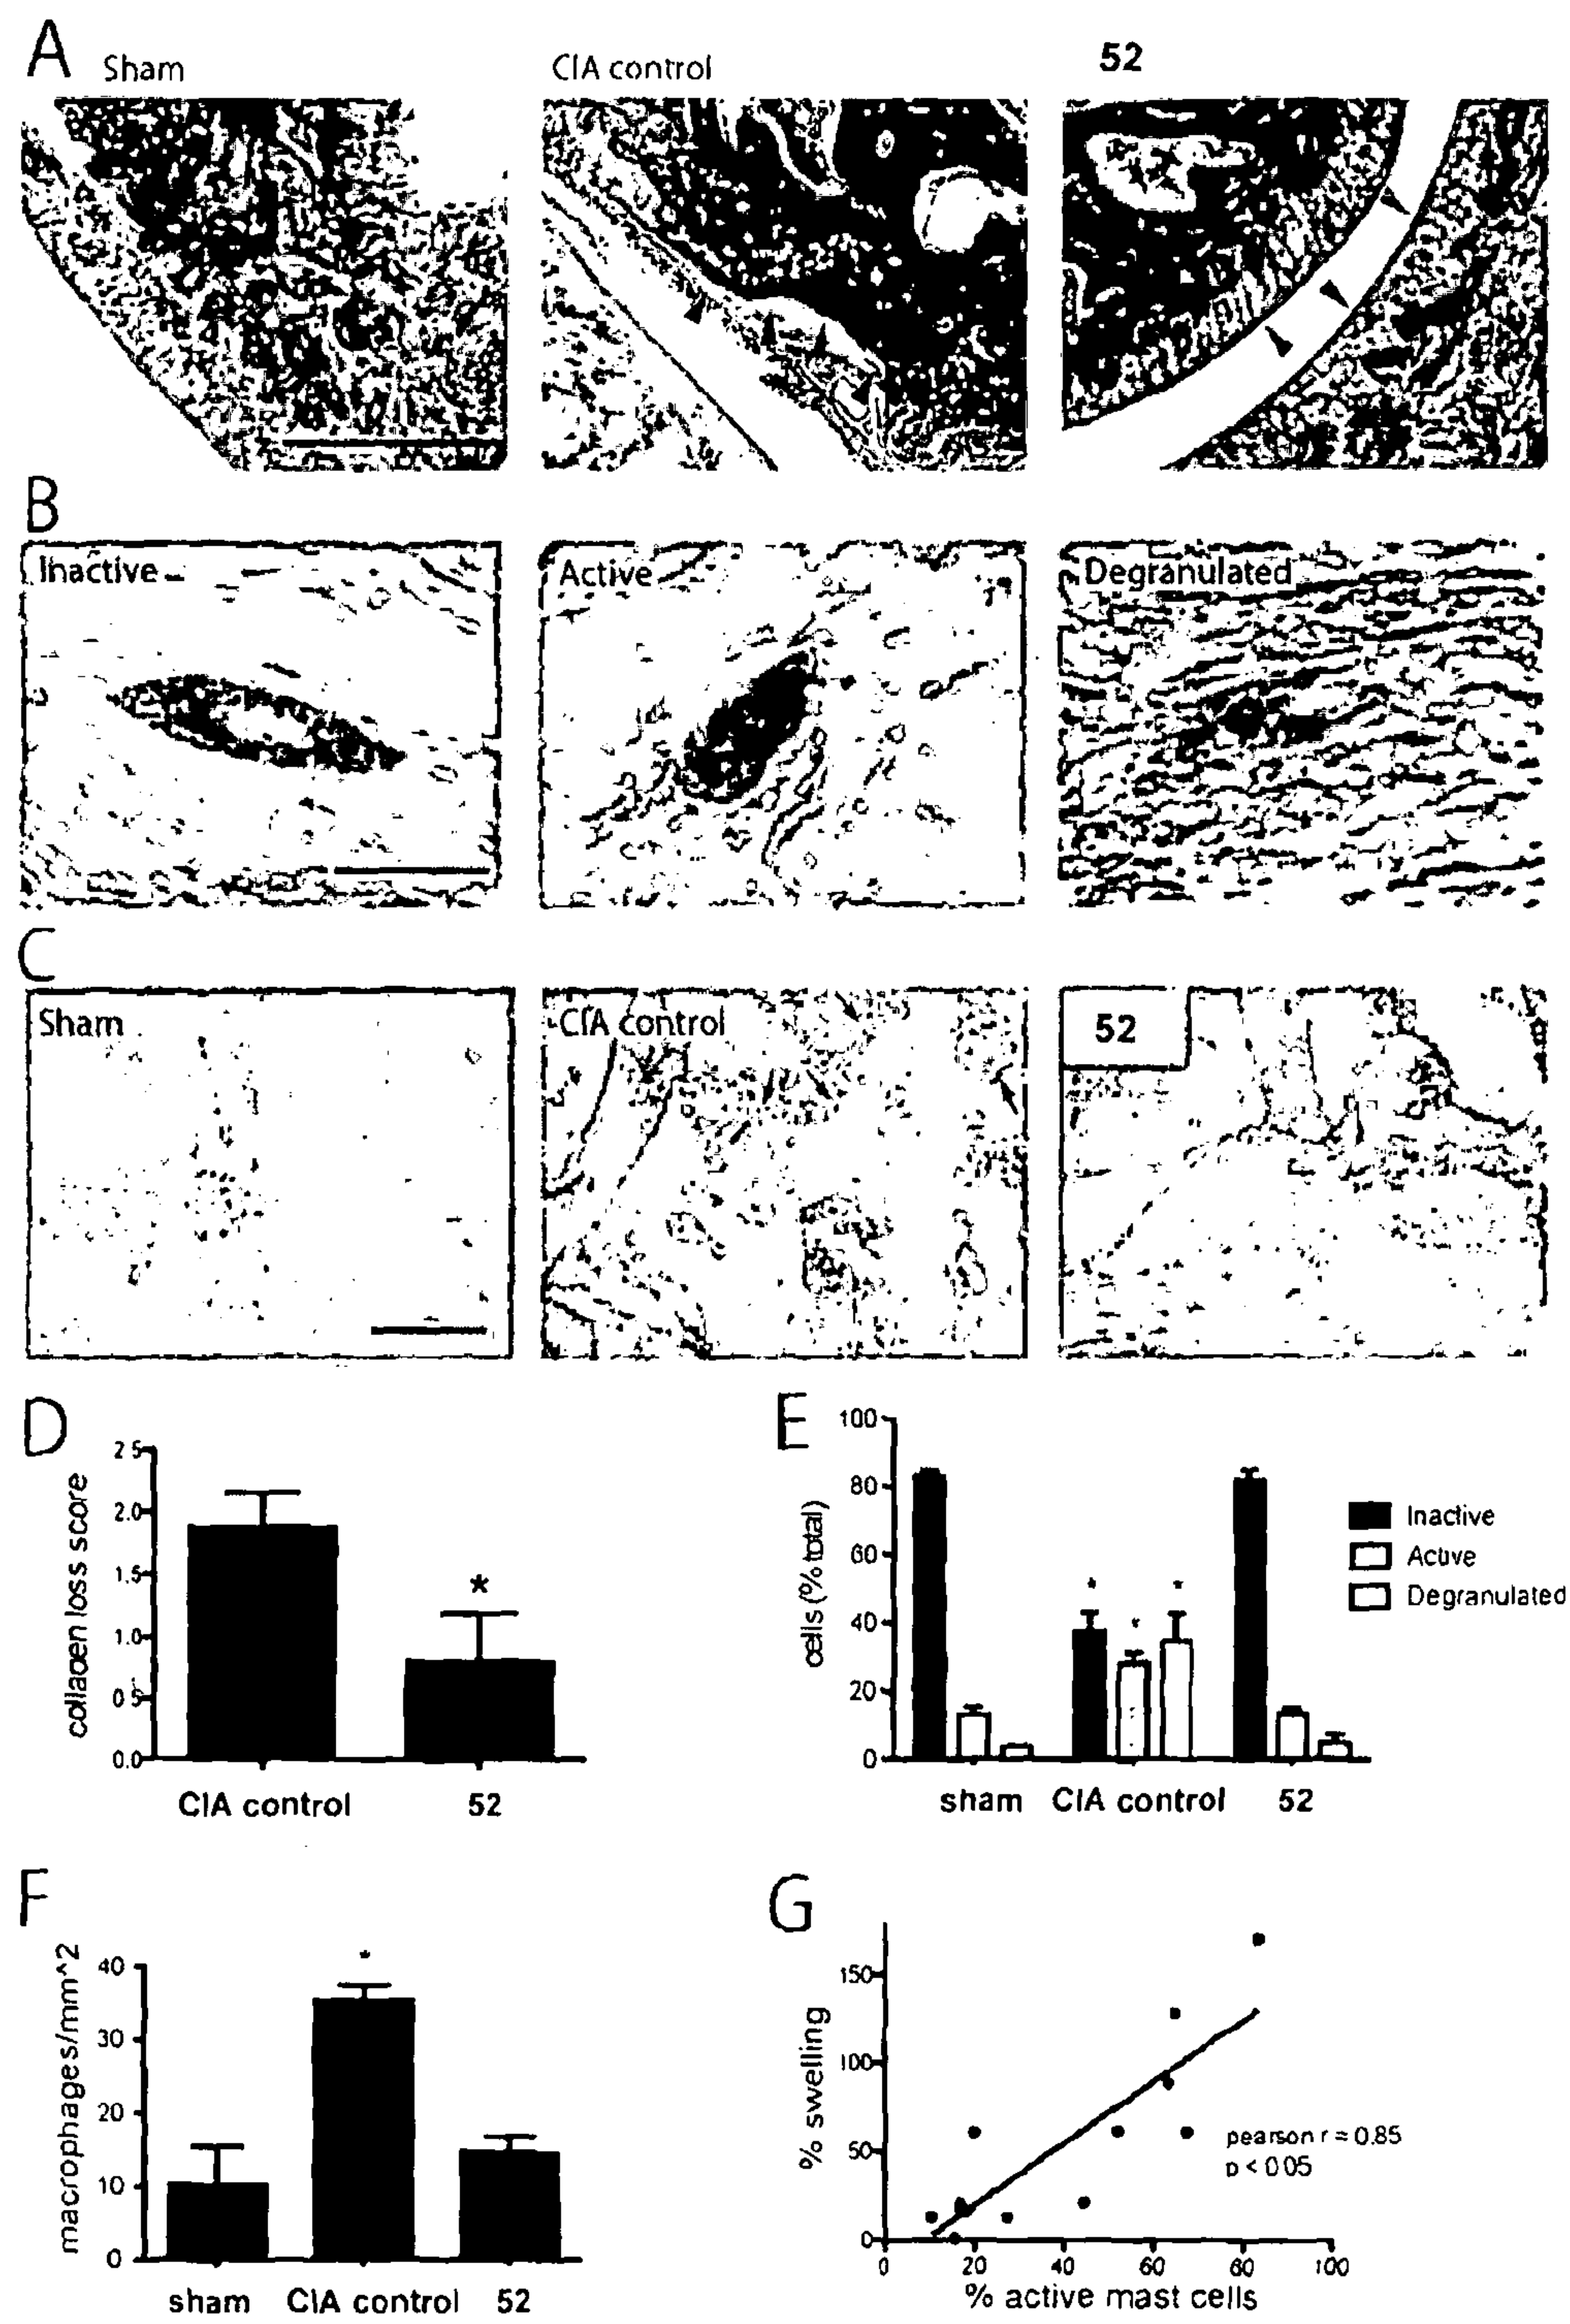 A
Sham
CIA control
52
B
Inactive
Active
Degranulated
C
Sham
CIA control
52
D
collagen loss score
2.5
2.0
1.5
1.0
0.5
0.0
CIA control
52
*
E
cells (% total)
100
80
60
40
20
0
* * *
sham
CIA control
52
Inactive
Active
Degranulated
F
macrophages/mm^2
40
30
20
10
0
*
sham
CIA control
52
G
% swelling
150
100
50
0
pearson r = 0.85
p < 0.05
0 20 40 60 80 100
% active mast cells